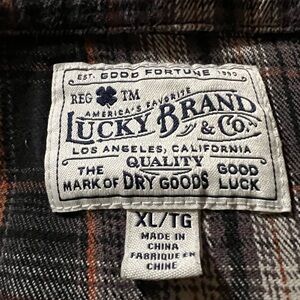 EST. GOOD FORTUNE 1990
REG TM
AMERICA'S FAVORITE
LUCKY BRAND
& CO.
LOS ANGELES, CALIFORNIA
QUALITY
THE MARK OF DRY GOODS GOOD LUCK
XL/TG
MADE IN
CHINA
FABRIQUÉ EN
CHINE